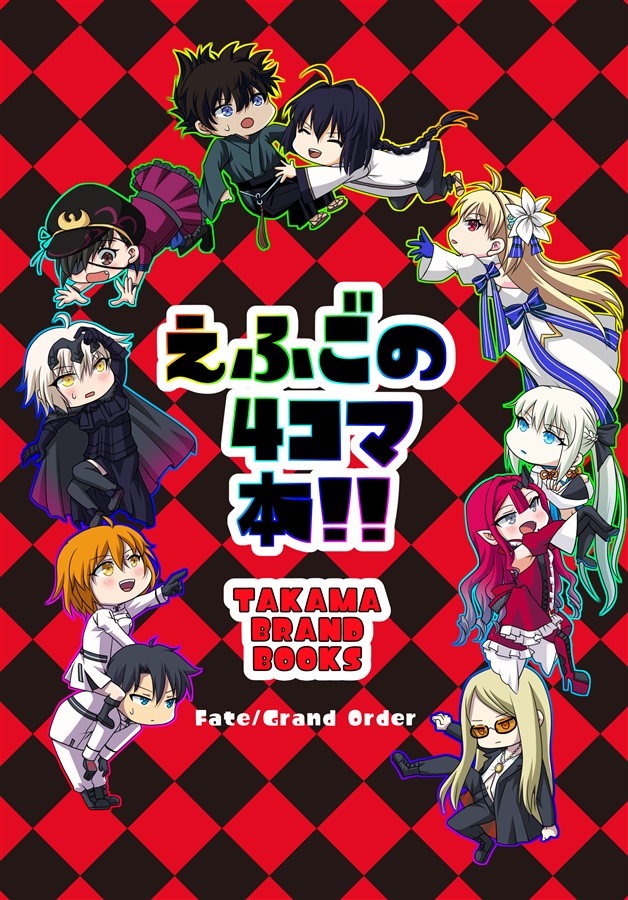 えふごの
4コマ
本!!
TAKAMA
BRAND
BOOKS
Fate/Grand Order